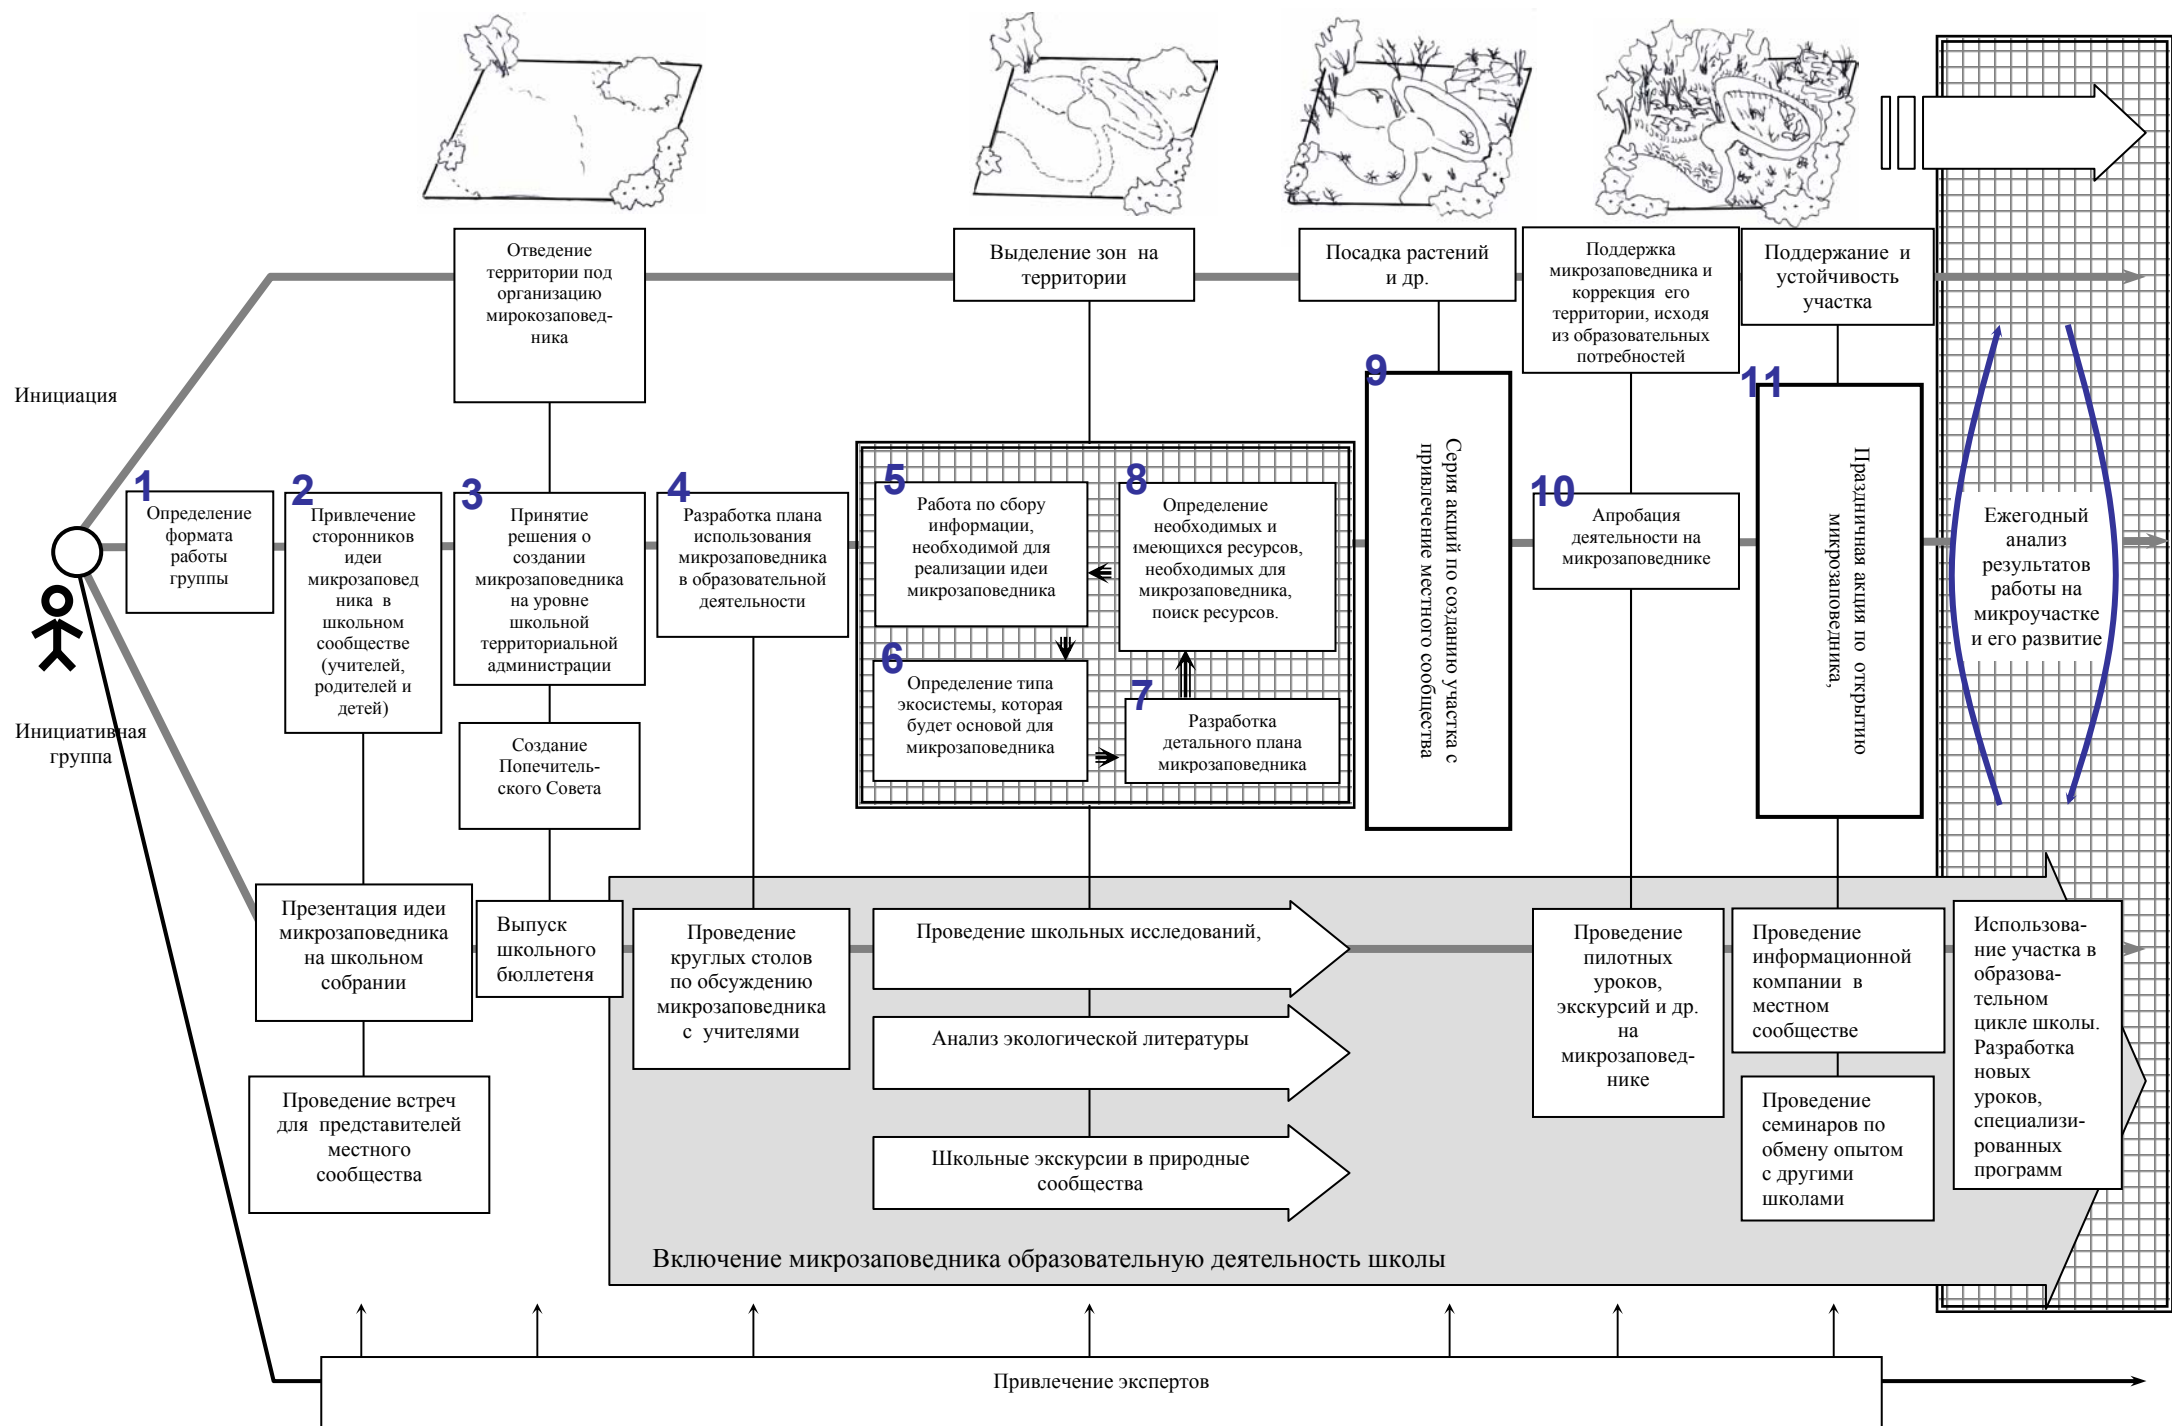 Отведение
территории под
организацию
мирокозаповед-
ника
Выделение зон на
территории
Посадка растений
и др.
Поддержка
микрозаповедника и
коррекция его
территории, исходя
из образовательных
потребностей
Поддержание и
устойчивость
участка
Инициация
1
Определение
формата
работы
группы
2
Привлечение
сторонников
идеи
микрозаповед
ника в
школьном
сообществе
(учителей,
родителей и
детей)
3
Принятие
решения о
создании
микрозаповедника
на уровне
школьной
территориальной
администрации
4
Разработка плана
использования
микрозаповедника
в образовательной
деятельности
5
Работа по сбору
информации,
необходимой для
реализации идеи
микрозаповедника
6
Определение типа
экосистемы, которая
будет основой для
микрозаповедника
7
Разработка
детального плана
микрозаповедника
8
Определение
необходимых и
имеющихся ресурсов,
необходимых для
микрозаповедника,
поиск ресурсов.
9
Серия акций по созданию участка с
привлечение местного сообщества
10
Апробация
деятельности на
микрозаповеднике
11
Праздничная акция по открытию
микрозаповедника,
Ежегодный
анализ
результатов
работы на
микроучастке
и его развитие
Инициативная
группа
Создание
Попечитель-
ского Совета
Презентация идеи
микрозаповедника
на школьном
собрании
Выпуск
школьного
бюллетеня
Проведение
круглых столов
по обсуждению
микрозаповедника
с учителями
Проведение школьных исследований,
Анализ экологической литературы
Школьные экскурсии в природные
сообщества
Проведение
пилотных
уроков,
экскурсий и др.
на
микрозаповед-
нике
Проведение
информационной
компании в
местном
сообществе
Проведение
семинаров по
обмену опытом
с другими
школами
Использова-
ние участка в
образова-
тельном
цикле школы.
Разработка
новых
уроков,
специализи-
рованных
программ
Проведение встреч
для представителей
местного
сообщества
Включение микрозаповедника образовательную деятельность школы
Привлечение экспертов